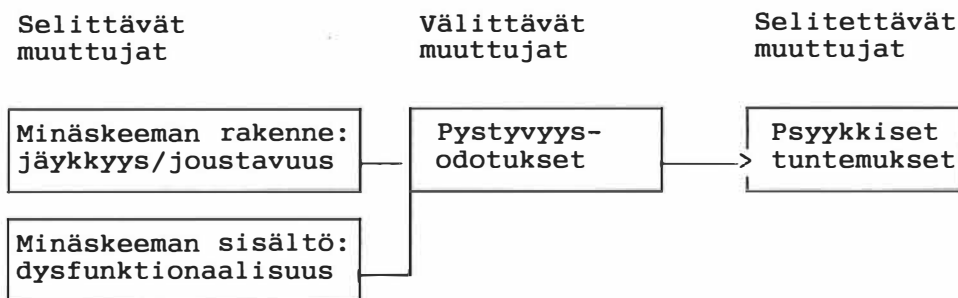 Selittävät
muuttujat
Välittävät
muuttujat
Selitettävät
muuttujat
Minäskeeman rakenne:
jäykkyys/joustavuus
Pystyvyys-
odotukset
Psyykkiset
tuntemukset
Minäskeeman sisältö:
dysfunktionaalisuus